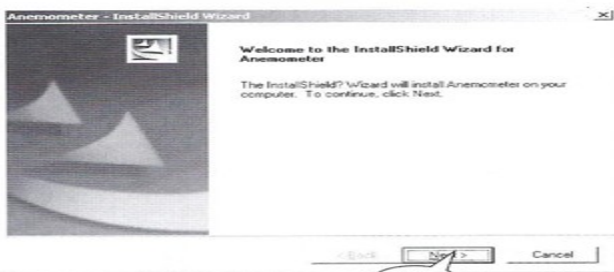 Anemometer - InstallShield Wizard
Welcome to the InstallShield Wizard for
Anemometer
The InstallShield? Wizard will install Anemometer on your
computer. To continue, click Next.
< Back
Next >
Cancel